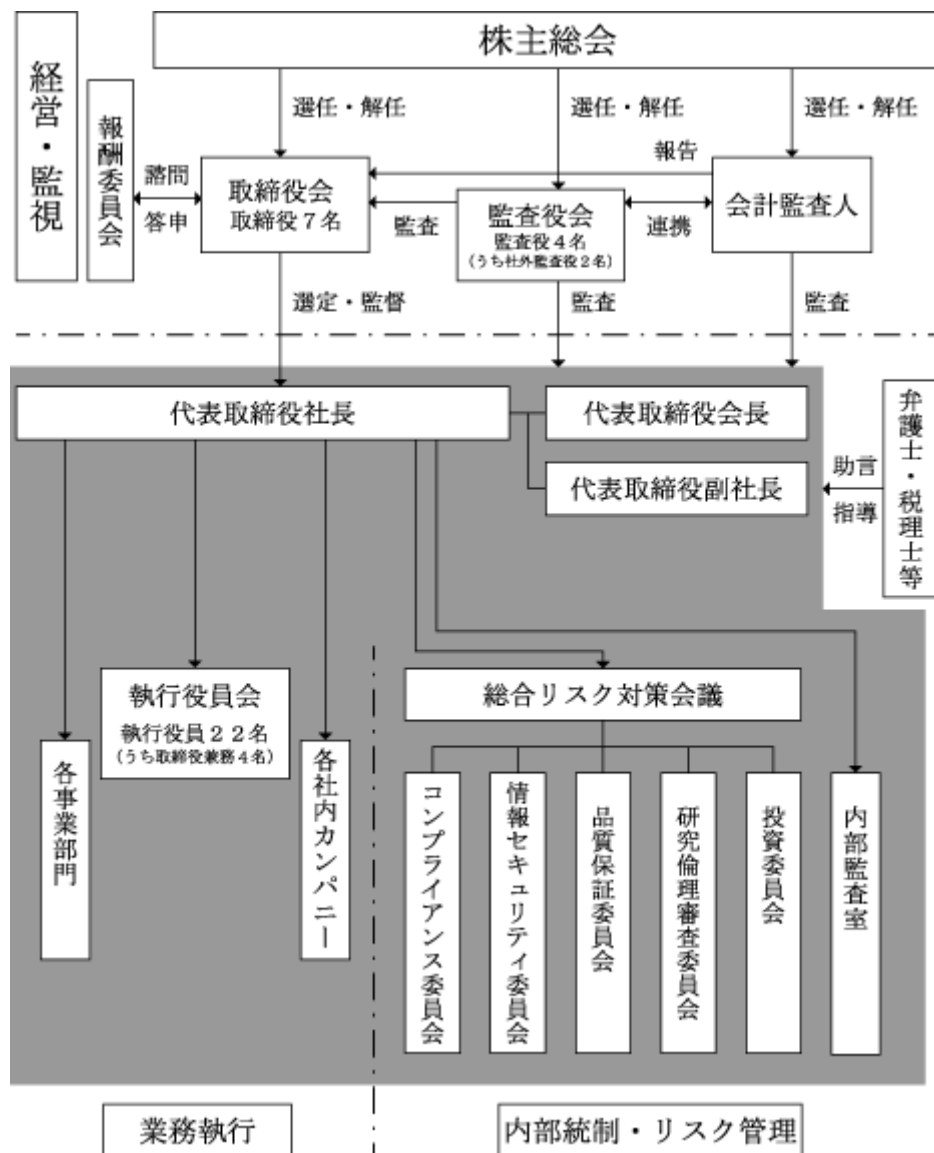 株主総会
経営・監視
報酬委員会
選任・解任
選任・解任
選任・解任
諮問
答申
取締役会
取締役7名
報告
監査
監査役会
監査役4名
(うち社外監査役2名)
連携
会計監査人
選定・監督
監査
監査
代表取締役社長
代表取締役会長
代表取締役副社長
助言
指導
弁護士・税理士等
執行役員会
執行役員22名
(うち取締役兼務4名)
各事業部門
各社内カンパニー
総合リスク対策会議
コンプライアンス委員会
情報セキュリティ委員会
品質保証委員会
研究倫理審査委員会
投資委員会
内部監査室
業務執行
内部統制・リスク管理